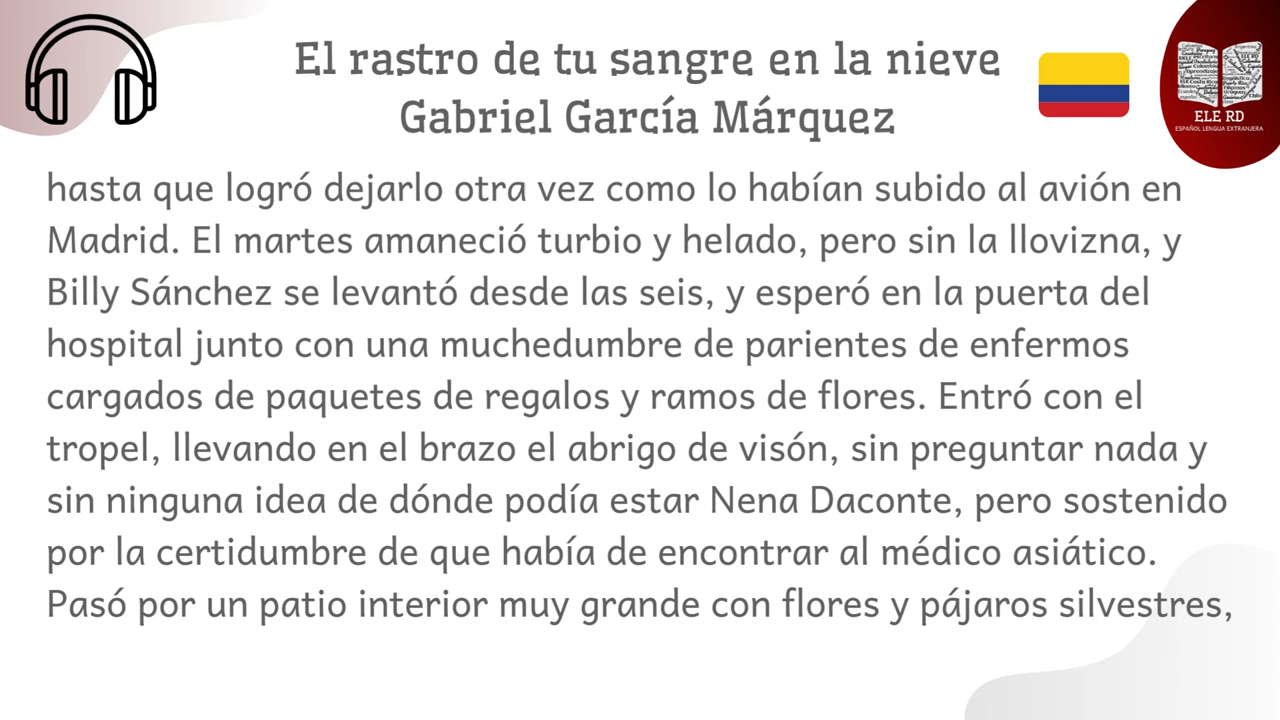 El rastro de tu sangre en la nieve
Gabriel García Márquez
ELE RD
ESPAÑOL LENGUA EXTRANJERA
hasta que logró dejarlo otra vez como lo habían subido al avión en
Madrid. El martes amaneció turbio y helado, pero sin la llovizna, y
Billy Sánchez se levantó desde las seis, y esperó en la puerta del
hospital junto con una muchedumbre de parientes de enfermos
cargados de paquetes de regalos y ramos de flores. Entró con el
tropel, llevando en el brazo el abrigo de visón, sin preguntar nada y
sin ninguna idea de dónde podía estar Nena Daconte, pero sostenido
por la certidumbre de que había de encontrar al médico asiático.
Pasó por un patio interior muy grande con flores y pájaros silvestres,